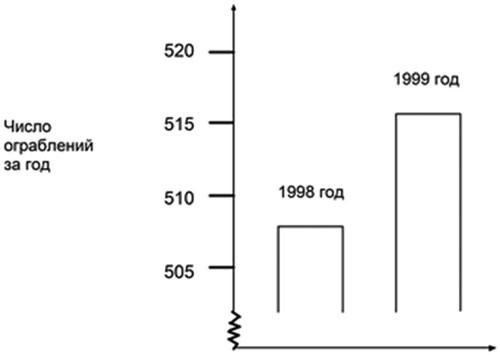 520
1999 год
515
Число
ограблений
за год
1998 год
510
505